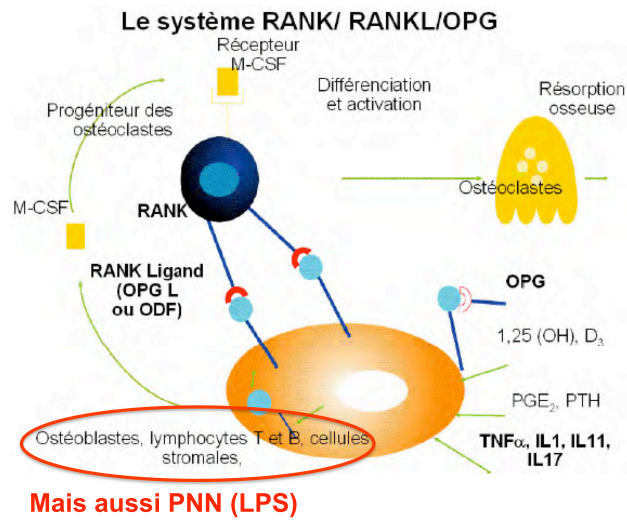 Le système RANK/ RANKL/OPG
Récepteur
M-CSF
Différenciation
et activation
Résorption
osseuse
Progéniteur des
ostéoclastes
Ostéoclastes
M-CSF
RANK
RANK Ligand
(OPG L
ou ODF)
OPG
1,25 (OH), D₃
PGE₂, PTH
TNFα, IL1, IL11,
IL17
Ostéoblastes, lymphocytes T et B, cellules
stromales,
Mais aussi PNN (LPS)